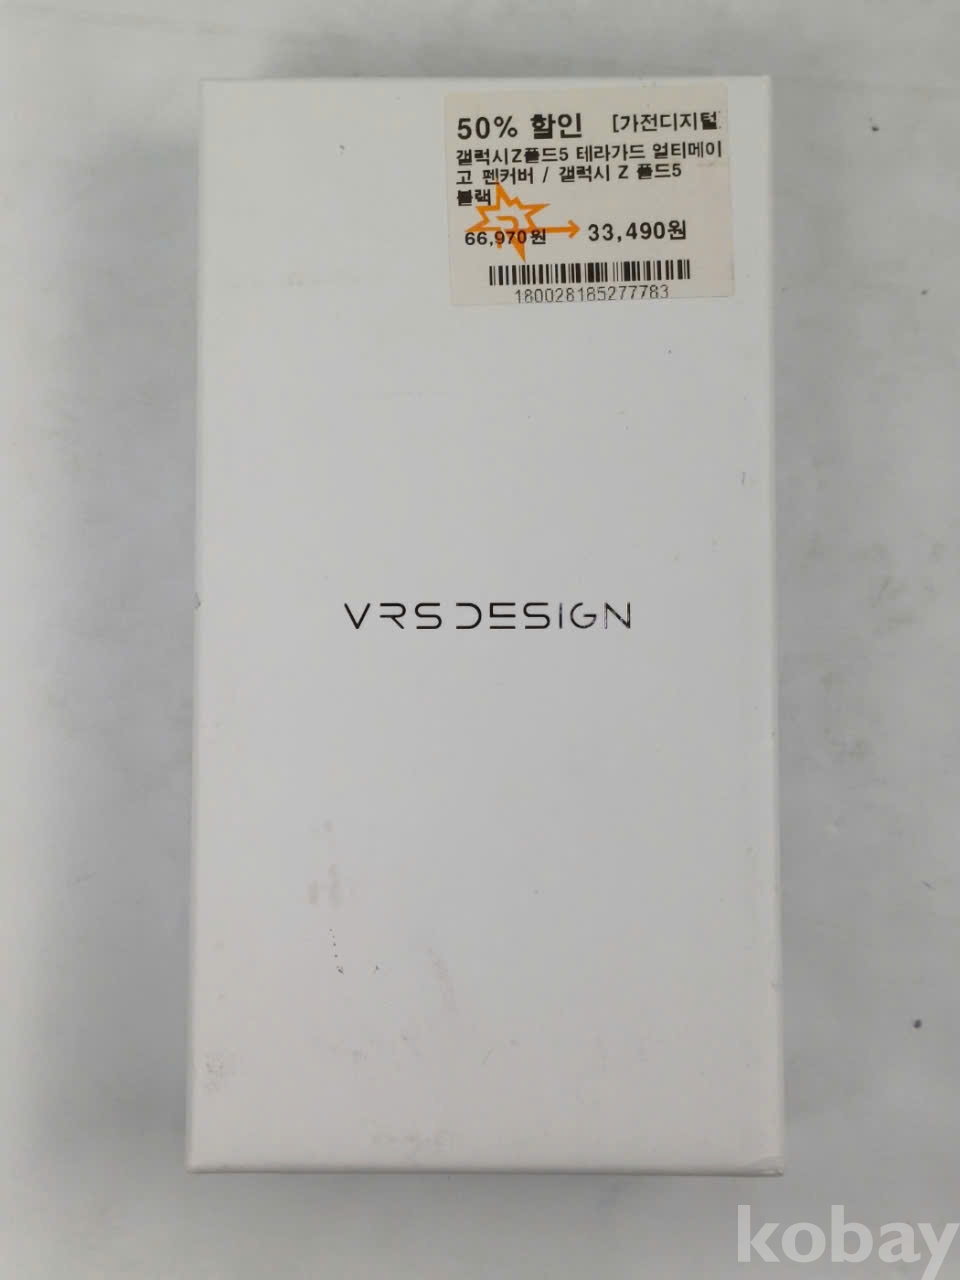 50% 할인 [가전디지털]
갤럭시Z폴드5 테라가드 얼티메이
고 펜커버 / 갤럭시 Z 폴드5
블랙
66,970원 33,490원
180028185277783
VRS DESIGN
kobay